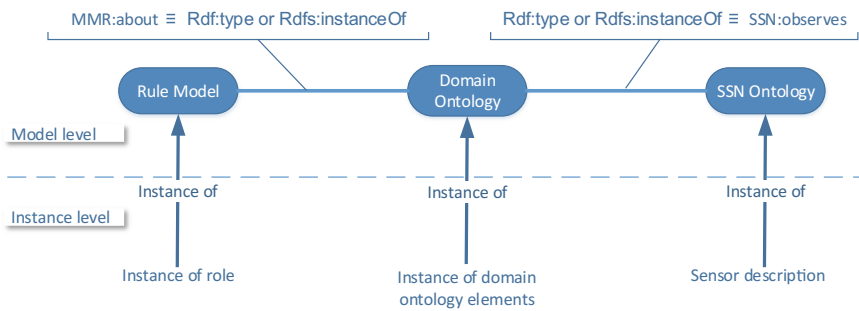 MMR:about ≡ Rdf:type or Rdfs:instanceOf
Rdf:type or Rdfs:instanceOf ≡ SSN:observes
Rule Model
Domain
Ontology
SSN Ontology
Model level
Instance of
Instance of
Instance of
Instance level
Instance of role
Instance of domain
ontology elements
Sensor description